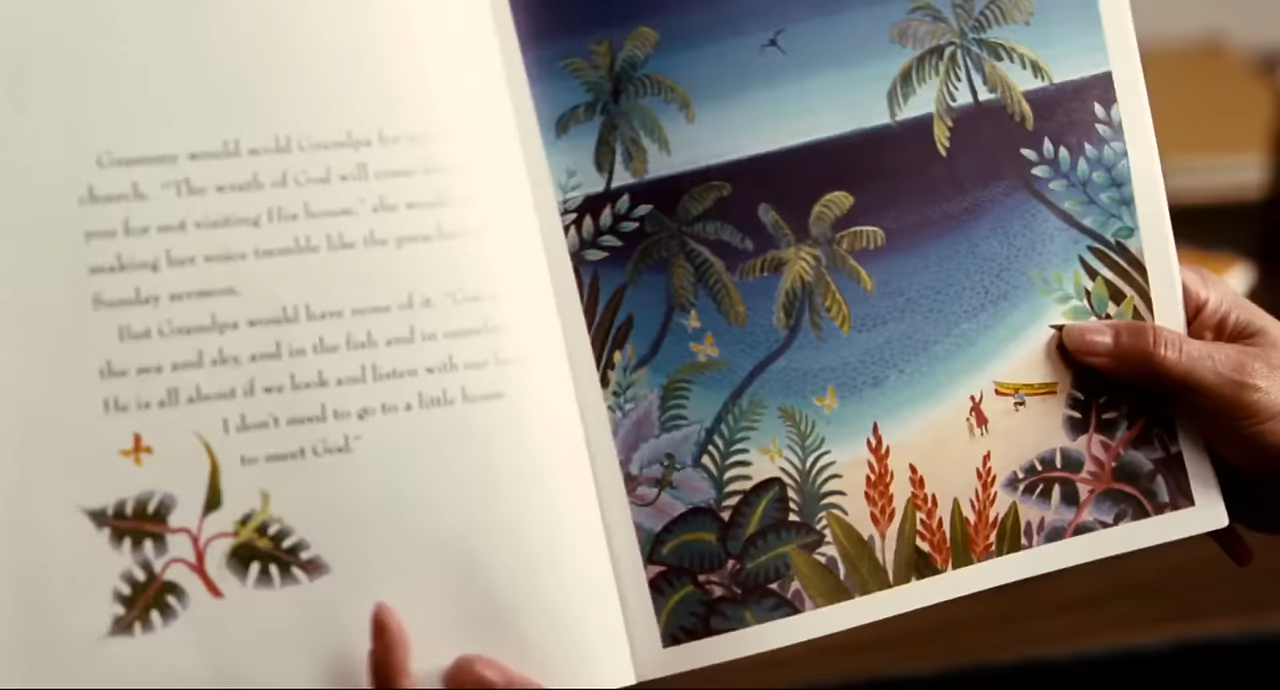 Granny would scold Grandpa for
church. "The wrath of God will come
you for not visiting His house," she
making her voice tremble like the preacher
Sunday sermon.
But Grandpa would have none of it.
the sea and sky, and in the fish and in
He is all about if we look and listen with our
I don't need to go to a little house
to meet God."